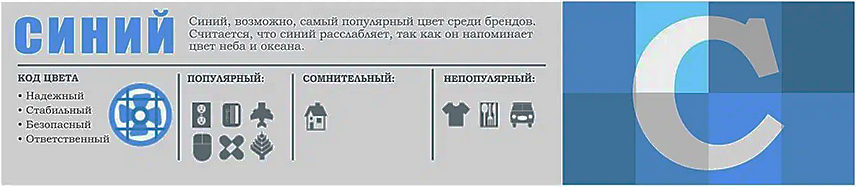 СИНИЙ
Синий, возможно, самый популярный цвет среди брендов.
Считается, что синий расслабляет, так как он напоминает
цвет неба и океана.
КОД ЦВЕТА
• Надежный
• Стабильный
• Безопасный
• Ответственный
ПОПУЛЯРНЫЙ:
СОМНИТЕЛЬНЫЙ:
НЕПОПУЛЯРНЫЙ:
С